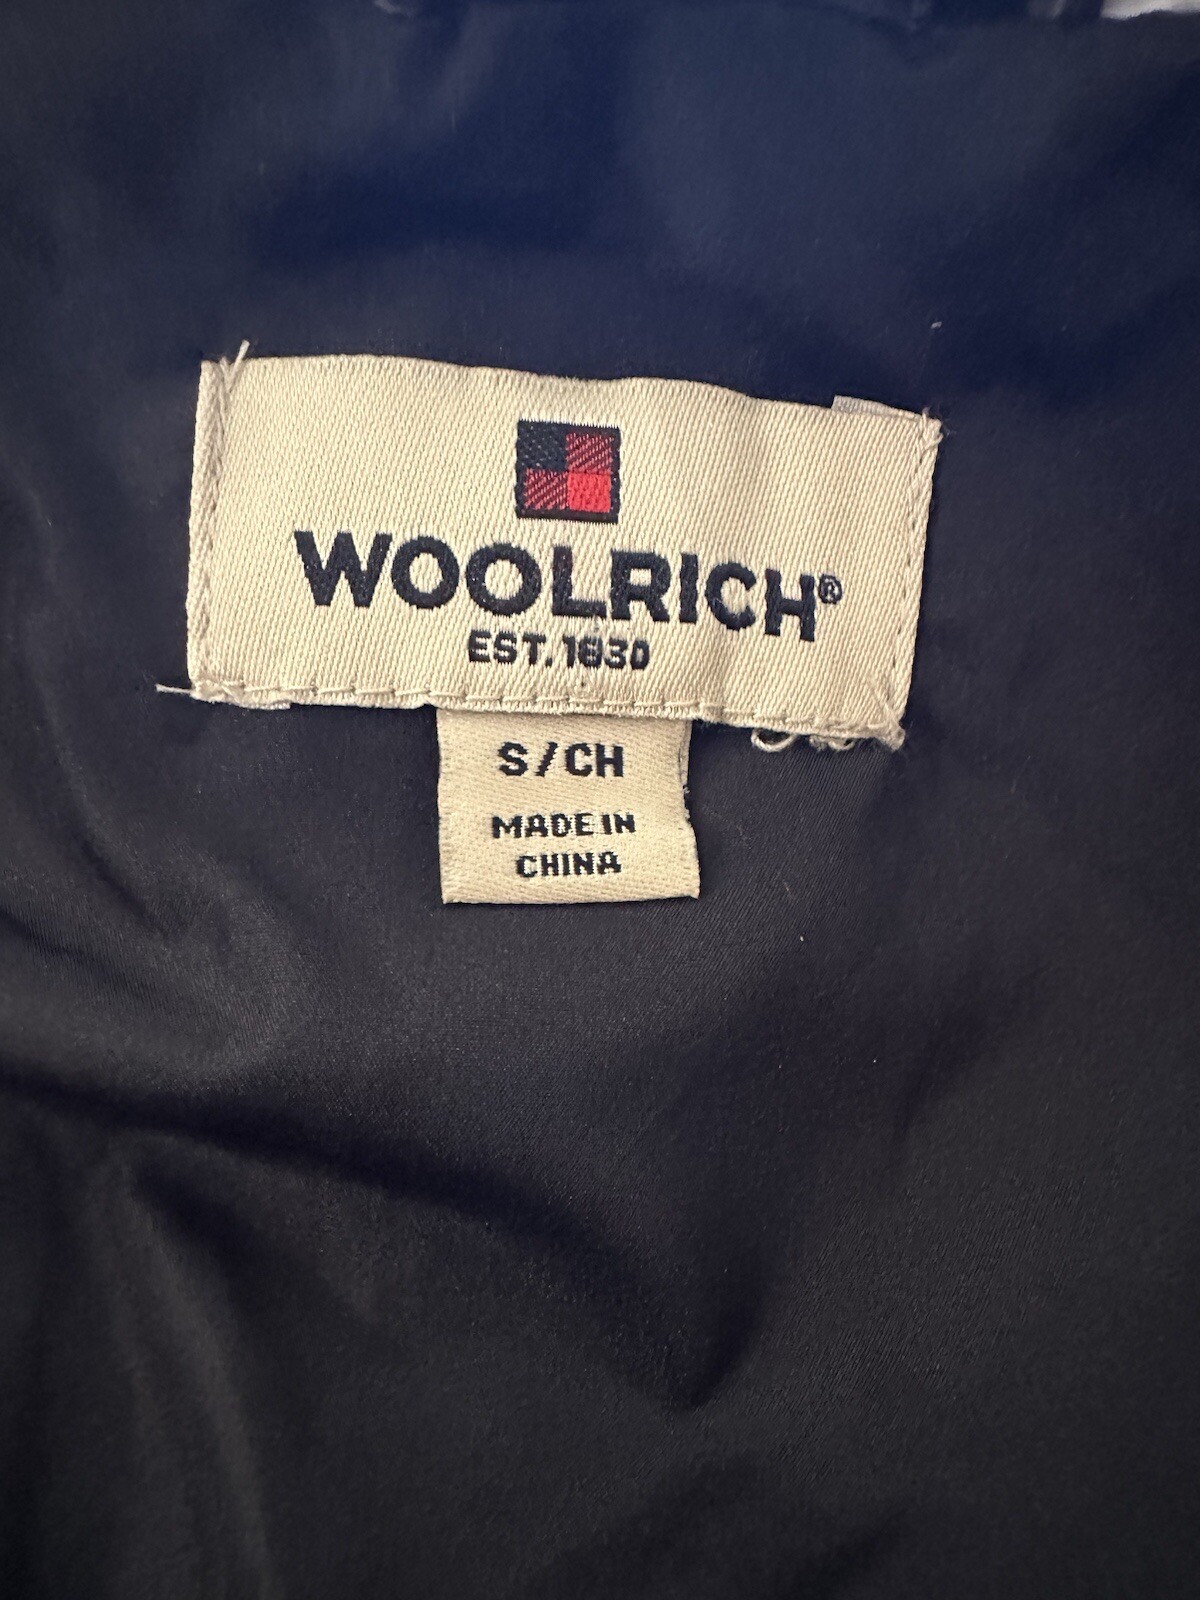 WOOLRICH®
EST. 1830
S/CH
MADE IN
CHINA